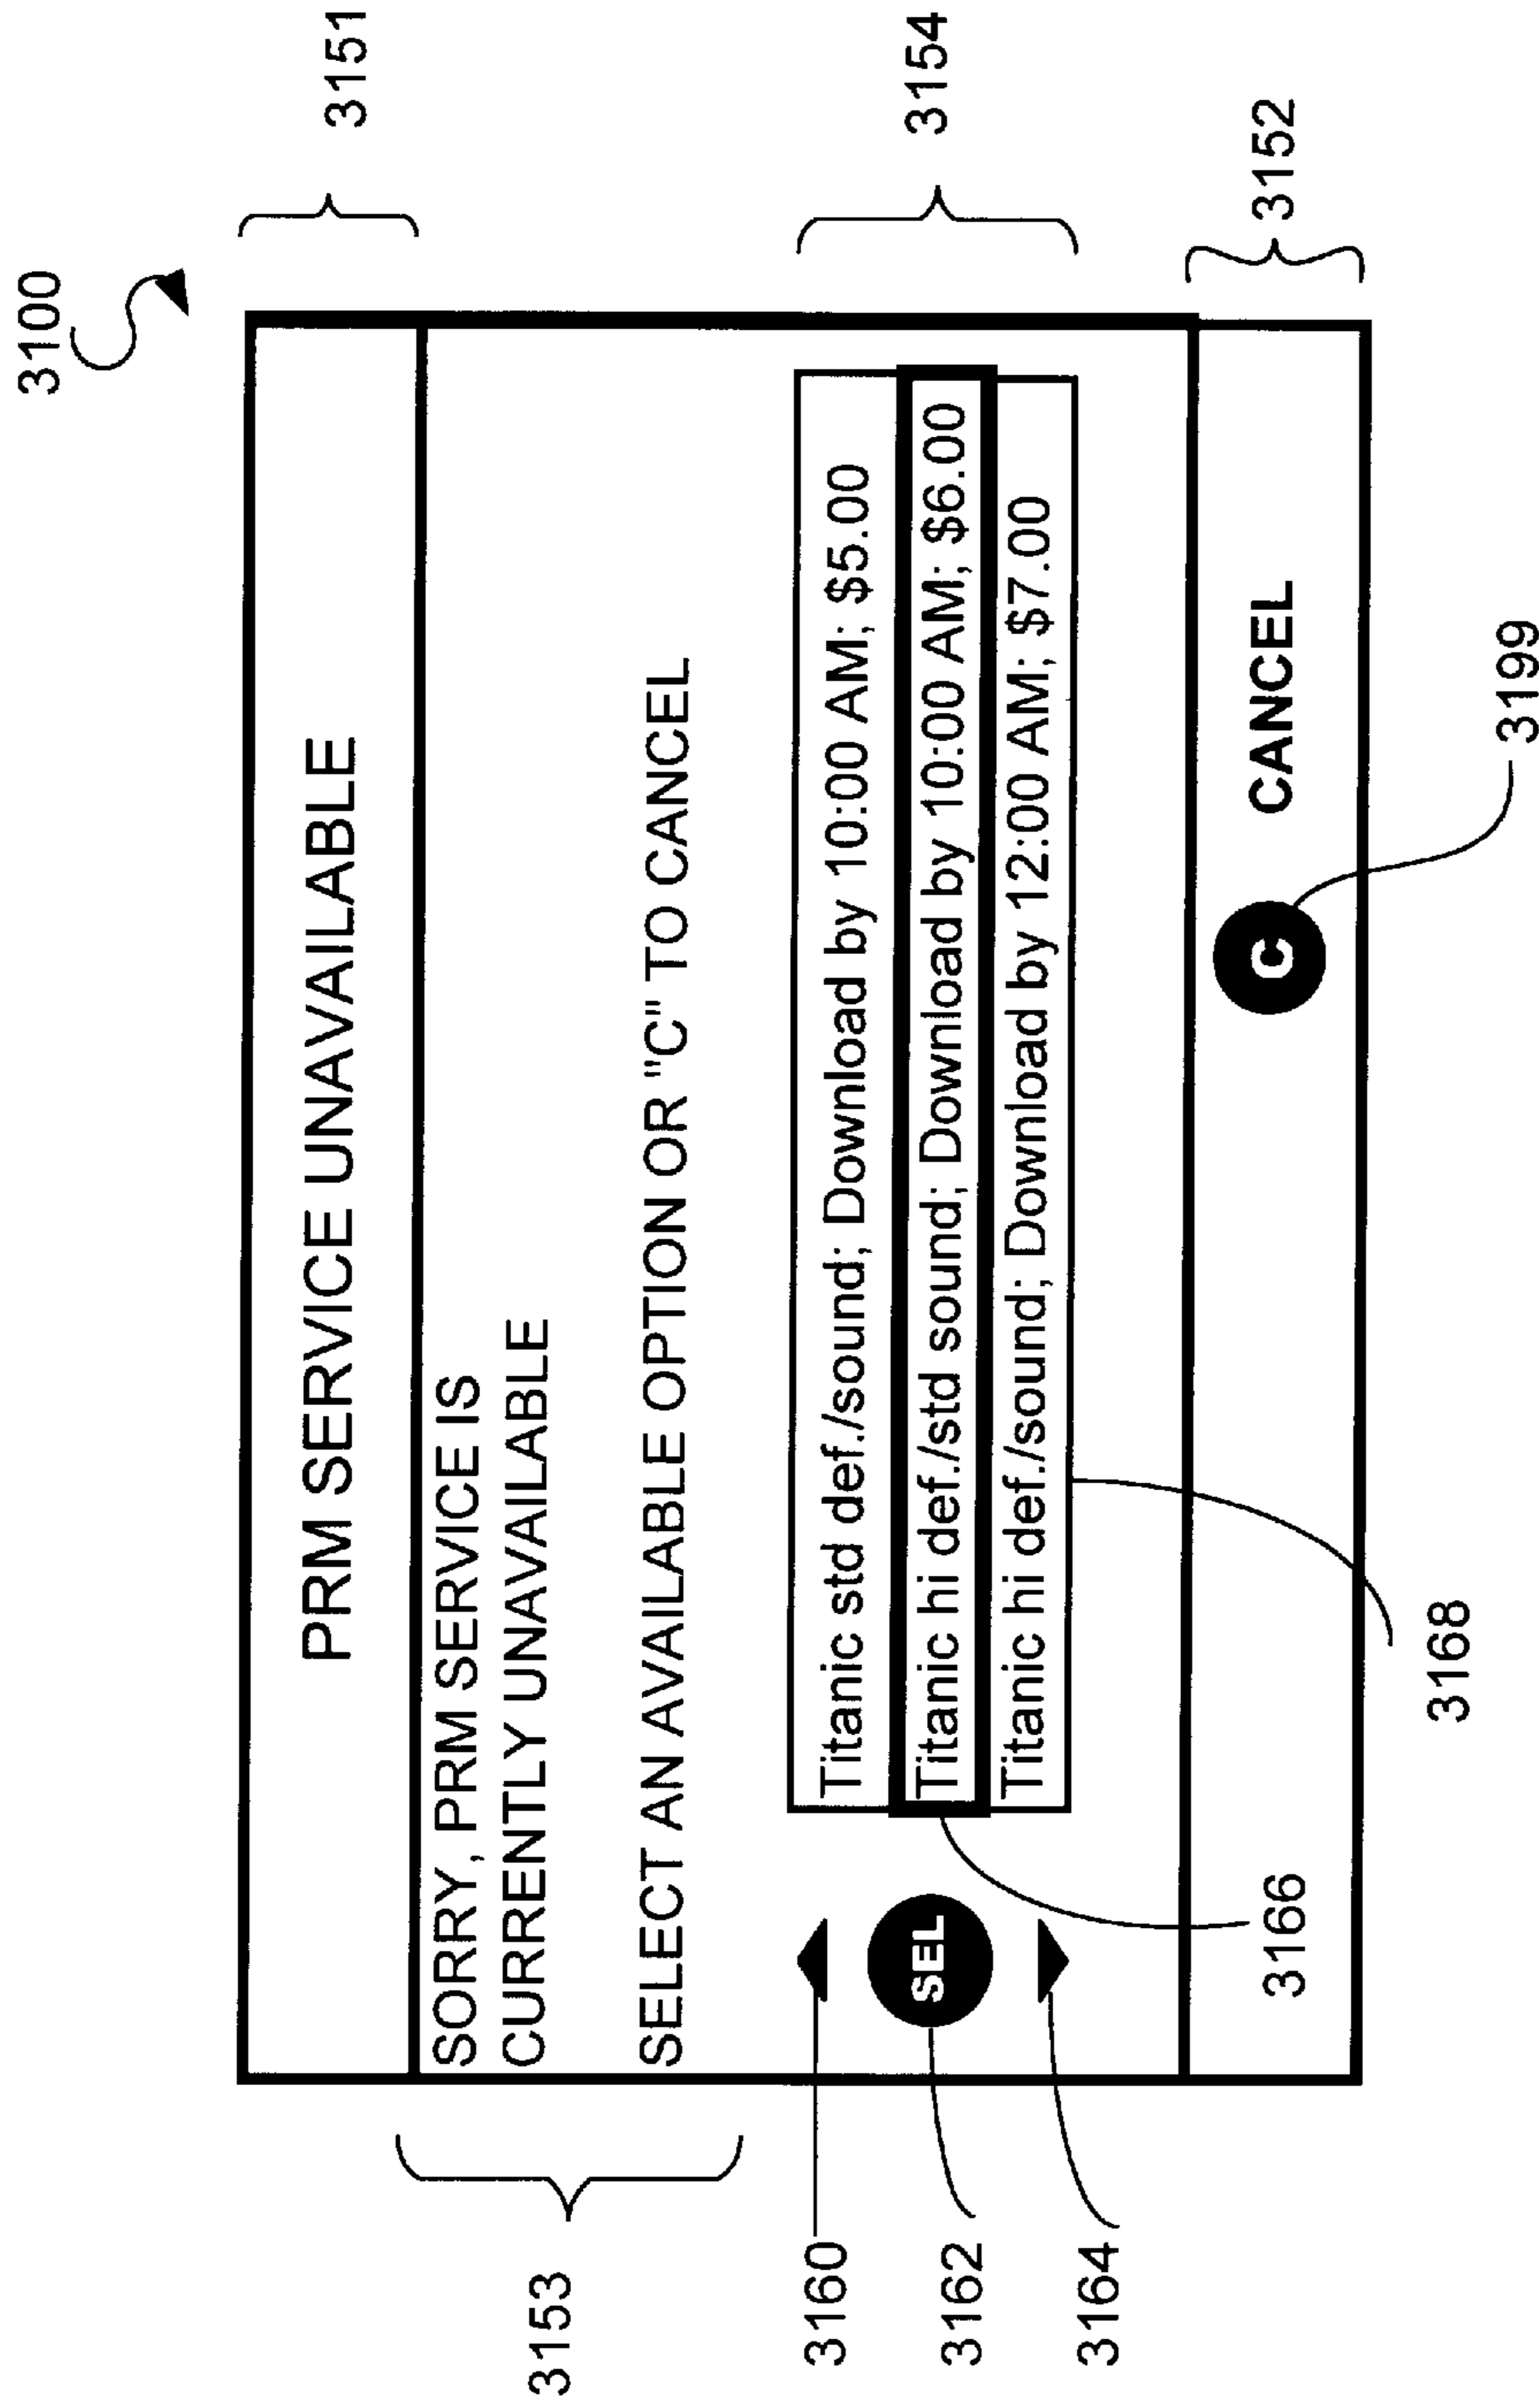 3100
3151
PRM SERVICE UNAVAILABLE
3153
SORRY, PRM SERVICE IS
CURRENTLY UNAVAILABLE
SELECT AN AVAILABLE OPTION OR "C" TO CANCEL
3154
3160
Titanic std def./sound; Download by 10:00 AM; $5.00
3162
SEL
Titanic hi def./std sound; Download by 10:00 AM; $6.00
3164
Titanic hi def./sound; Download by 12:00 AM; $7.00
3152
C CANCEL
3166
3168
3199